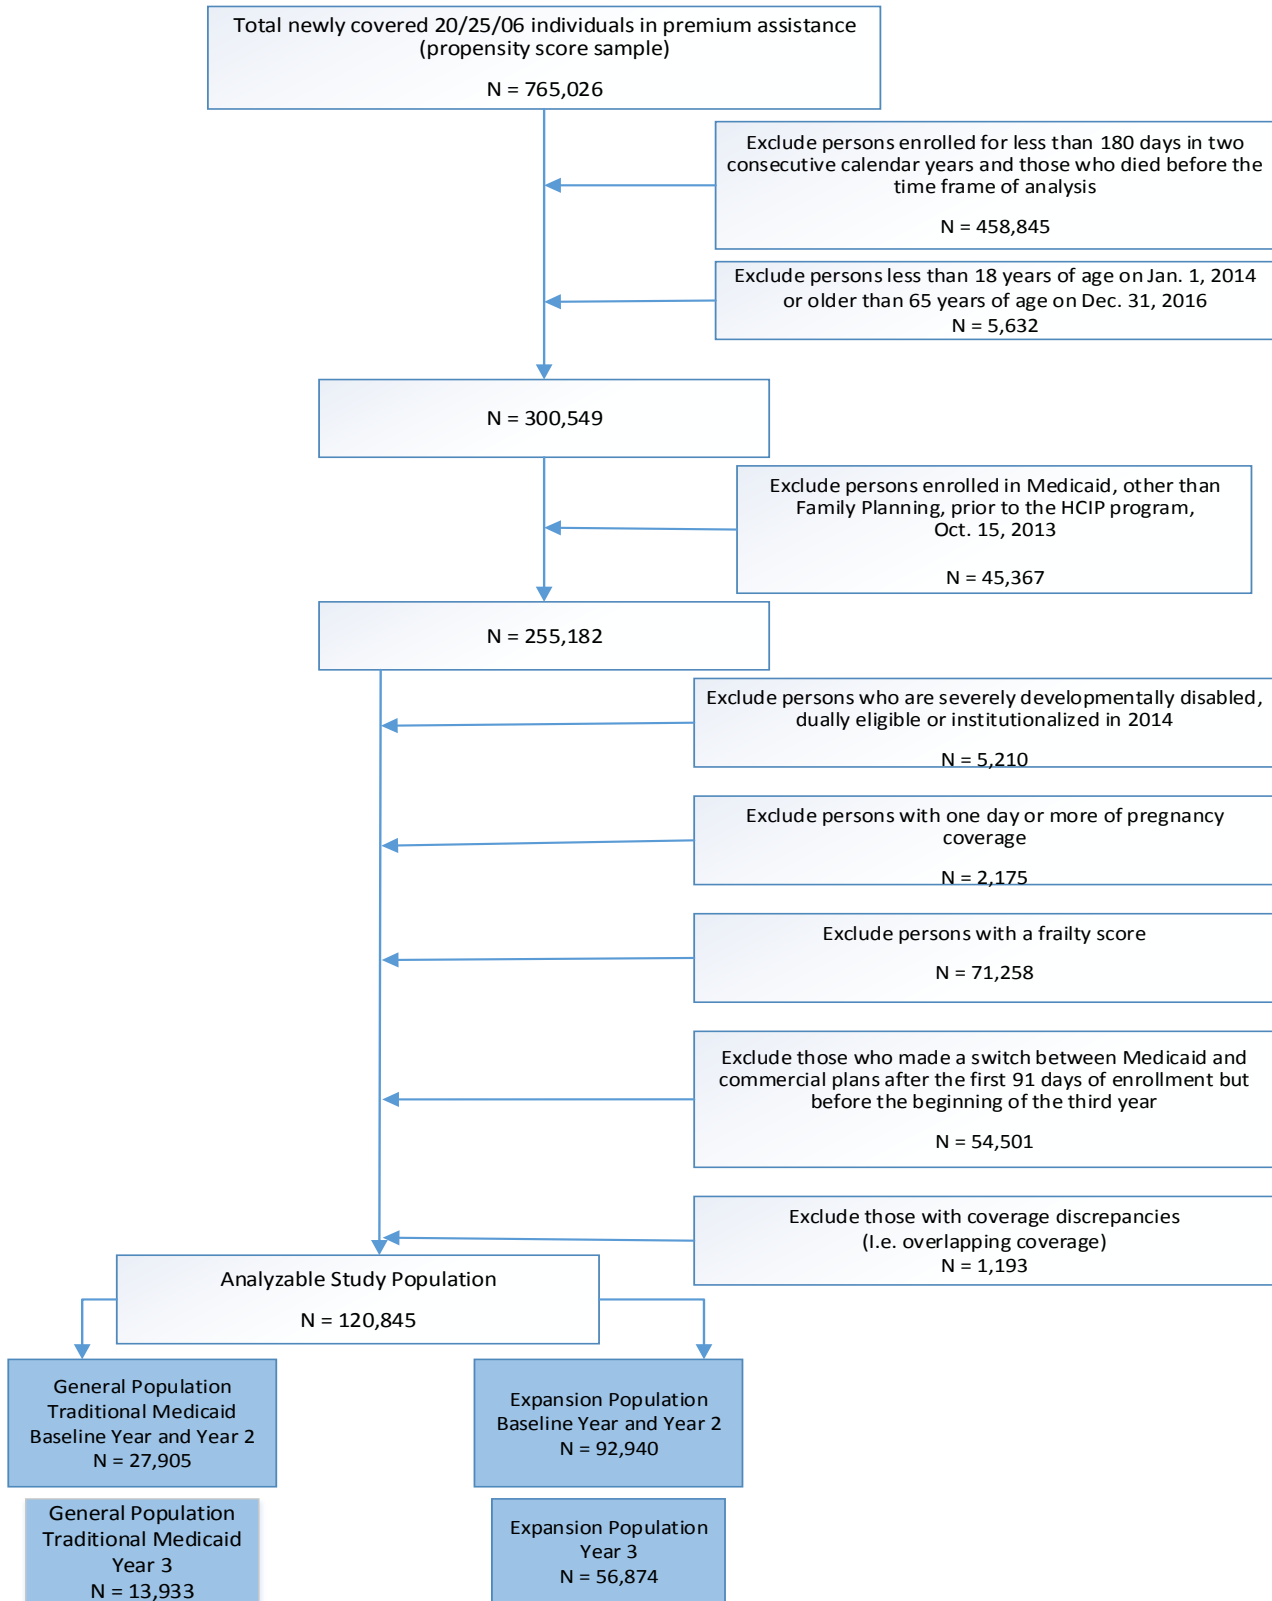 Total newly covered 20/25/06 individuals in premium assistance
(propensity score sample)
N = 765,026
Exclude persons enrolled for less than 180 days in two
consecutive calendar years and those who died before the
time frame of analysis
N = 458,845
Exclude persons less than 18 years of age on Jan. 1, 2014
or older than 65 years of age on Dec. 31, 2016
N = 5,632
N = 300,549
Exclude persons enrolled in Medicaid, other than
Family Planning, prior to the HCIP program,
Oct. 15, 2013
N = 45,367
N = 255,182
Exclude persons who are severely developmentally disabled,
dually eligible or institutionalized in 2014
N = 5,210
Exclude persons with one day or more of pregnancy
coverage
N = 2,175
Exclude persons with a frailty score
N = 71,258
Exclude those who made a switch between Medicaid and
commercial plans after the first 91 days of enrollment but
before the beginning of the third year
N = 54,501
Exclude those with coverage discrepancies
(I.e. overlapping coverage)
N = 1,193
Analyzable Study Population
N = 120,845
General Population
Traditional Medicaid
Baseline Year and Year 2
N = 27,905
Expansion Population
Baseline Year and Year 2
N = 92,940
General Population
Traditional Medicaid
Year 3
N = 13,933
Expansion Population
Year 3
N = 56,874